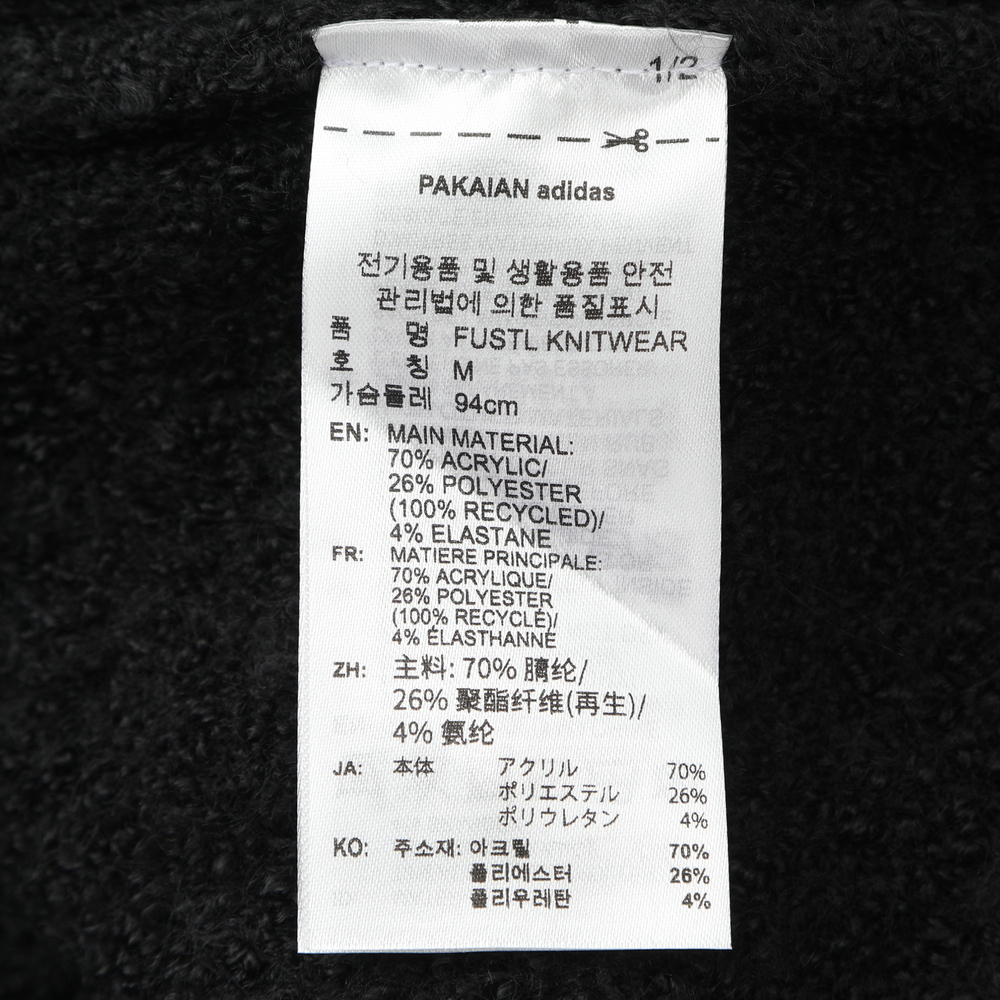 1/2
PAKAIAN adidas
전기용품 및 생활용품 안전
관리법에 의한 품질표시
품 명 FUSTL KNITWEAR
호 칭 M
가슴둘레 94cm
EN: MAIN MATERIAL:
70% ACRYLIC/
26% POLYESTER
(100% RECYCLED)/
4% ELASTANE
FR: MATIERE PRINCIPALE:
70% ACRYLIQUE/
26% POLYESTER
(100% RECYCLÉ)/
4% ÉLASTHANNE
ZH: 主料: 70% 腈纶/
26% 聚酯纤维(再生)/
4% 氨纶
JA: 本体 アクリル 70%
ポリエステル 26%
ポリウレタン 4%
KO: 주소재: 아크릴 70%
폴리에스터 26%
폴리우레탄 4%